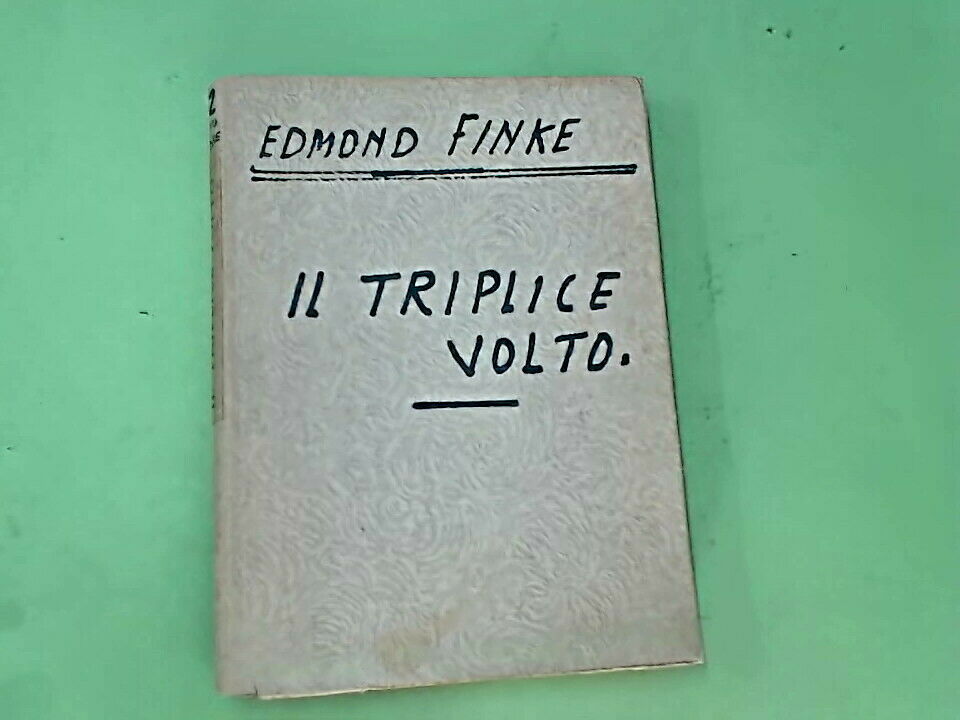 EDMOND FINKE
IL TRIPLICE
VOLTO.